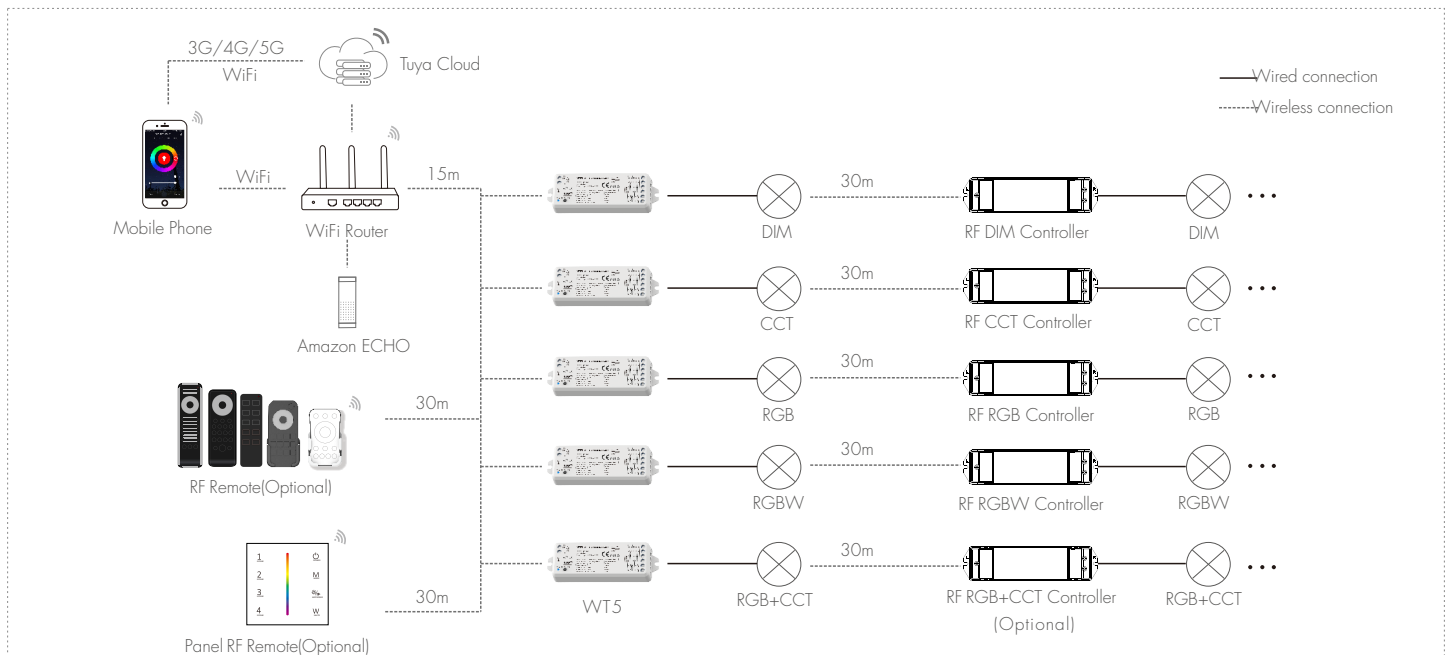 3G/4G/5G
WiFi
Tuya Cloud
Wired connection
Wireless connection
WiFi
15m
Mobile Phone
WiFi Router
Amazon ECHO
30m
RF Remote(Optional)
1
2
3
4
M
W
30m
Panel RF Remote(Optional)
DIM
30m
RF DIM Controller
DIM
CCT
30m
RF CCT Controller
CCT
RGB
30m
RF RGB Controller
RGB
RGBW
30m
RF RGBW Controller
RGBW
WT5
RGB+CCT
30m
RF RGB+CCT Controller
(Optional)
RGB+CCT